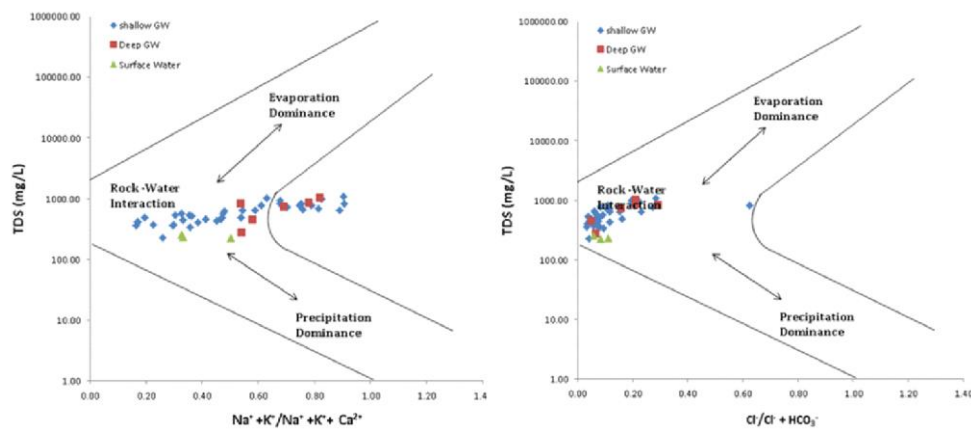 shallow GW
Deep GW
Surface Water
1000000.00
100000.00
10000.00
1000.00
100.00
10.00
1.00
TDS (mg/L)
Evaporation
Dominance
Rock -Water
Interaction
Precipitation
Dominance
0.00 0.20 0.40 0.60 0.80 1.00 1.20 1.4
Na⁺ +K⁺/Na⁺ +K⁺+ Ca²⁺
shallow GW
Deep GW
Surface Water
1000000.00
100000.00
10000.00
1000.00
100.00
10.00
1.00
TDS (mg/L)
Evaporation
Dominance
Rock-Water
Interaction
Precipitation
Dominance
0.00 0.20 0.40 0.60 0.80 1.00 1.20 1.40
Cl⁻/Cl⁻ + HCO₃⁻